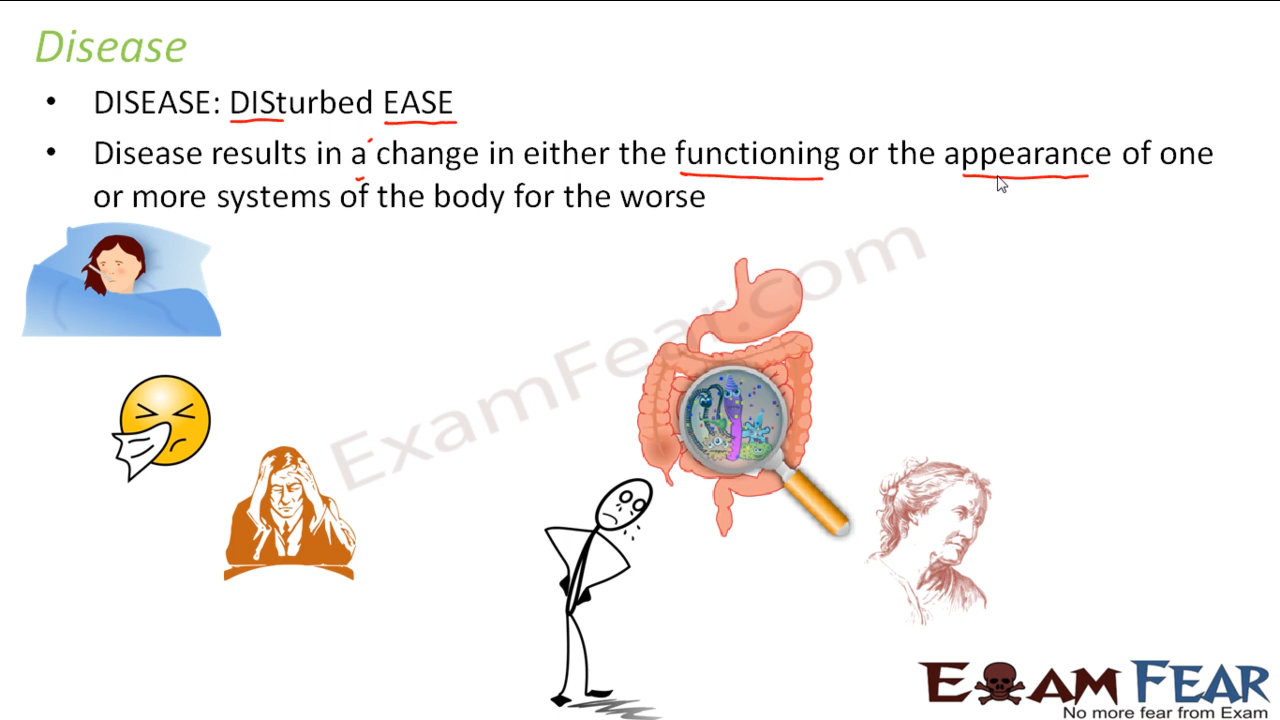 Disease
• DISEASE: DISturbed EASE
• Disease results in a change in either the functioning or the appearance of one
or more systems of the body for the worse
ExamFear.com
EXAM FEAR
No more fear from Exam